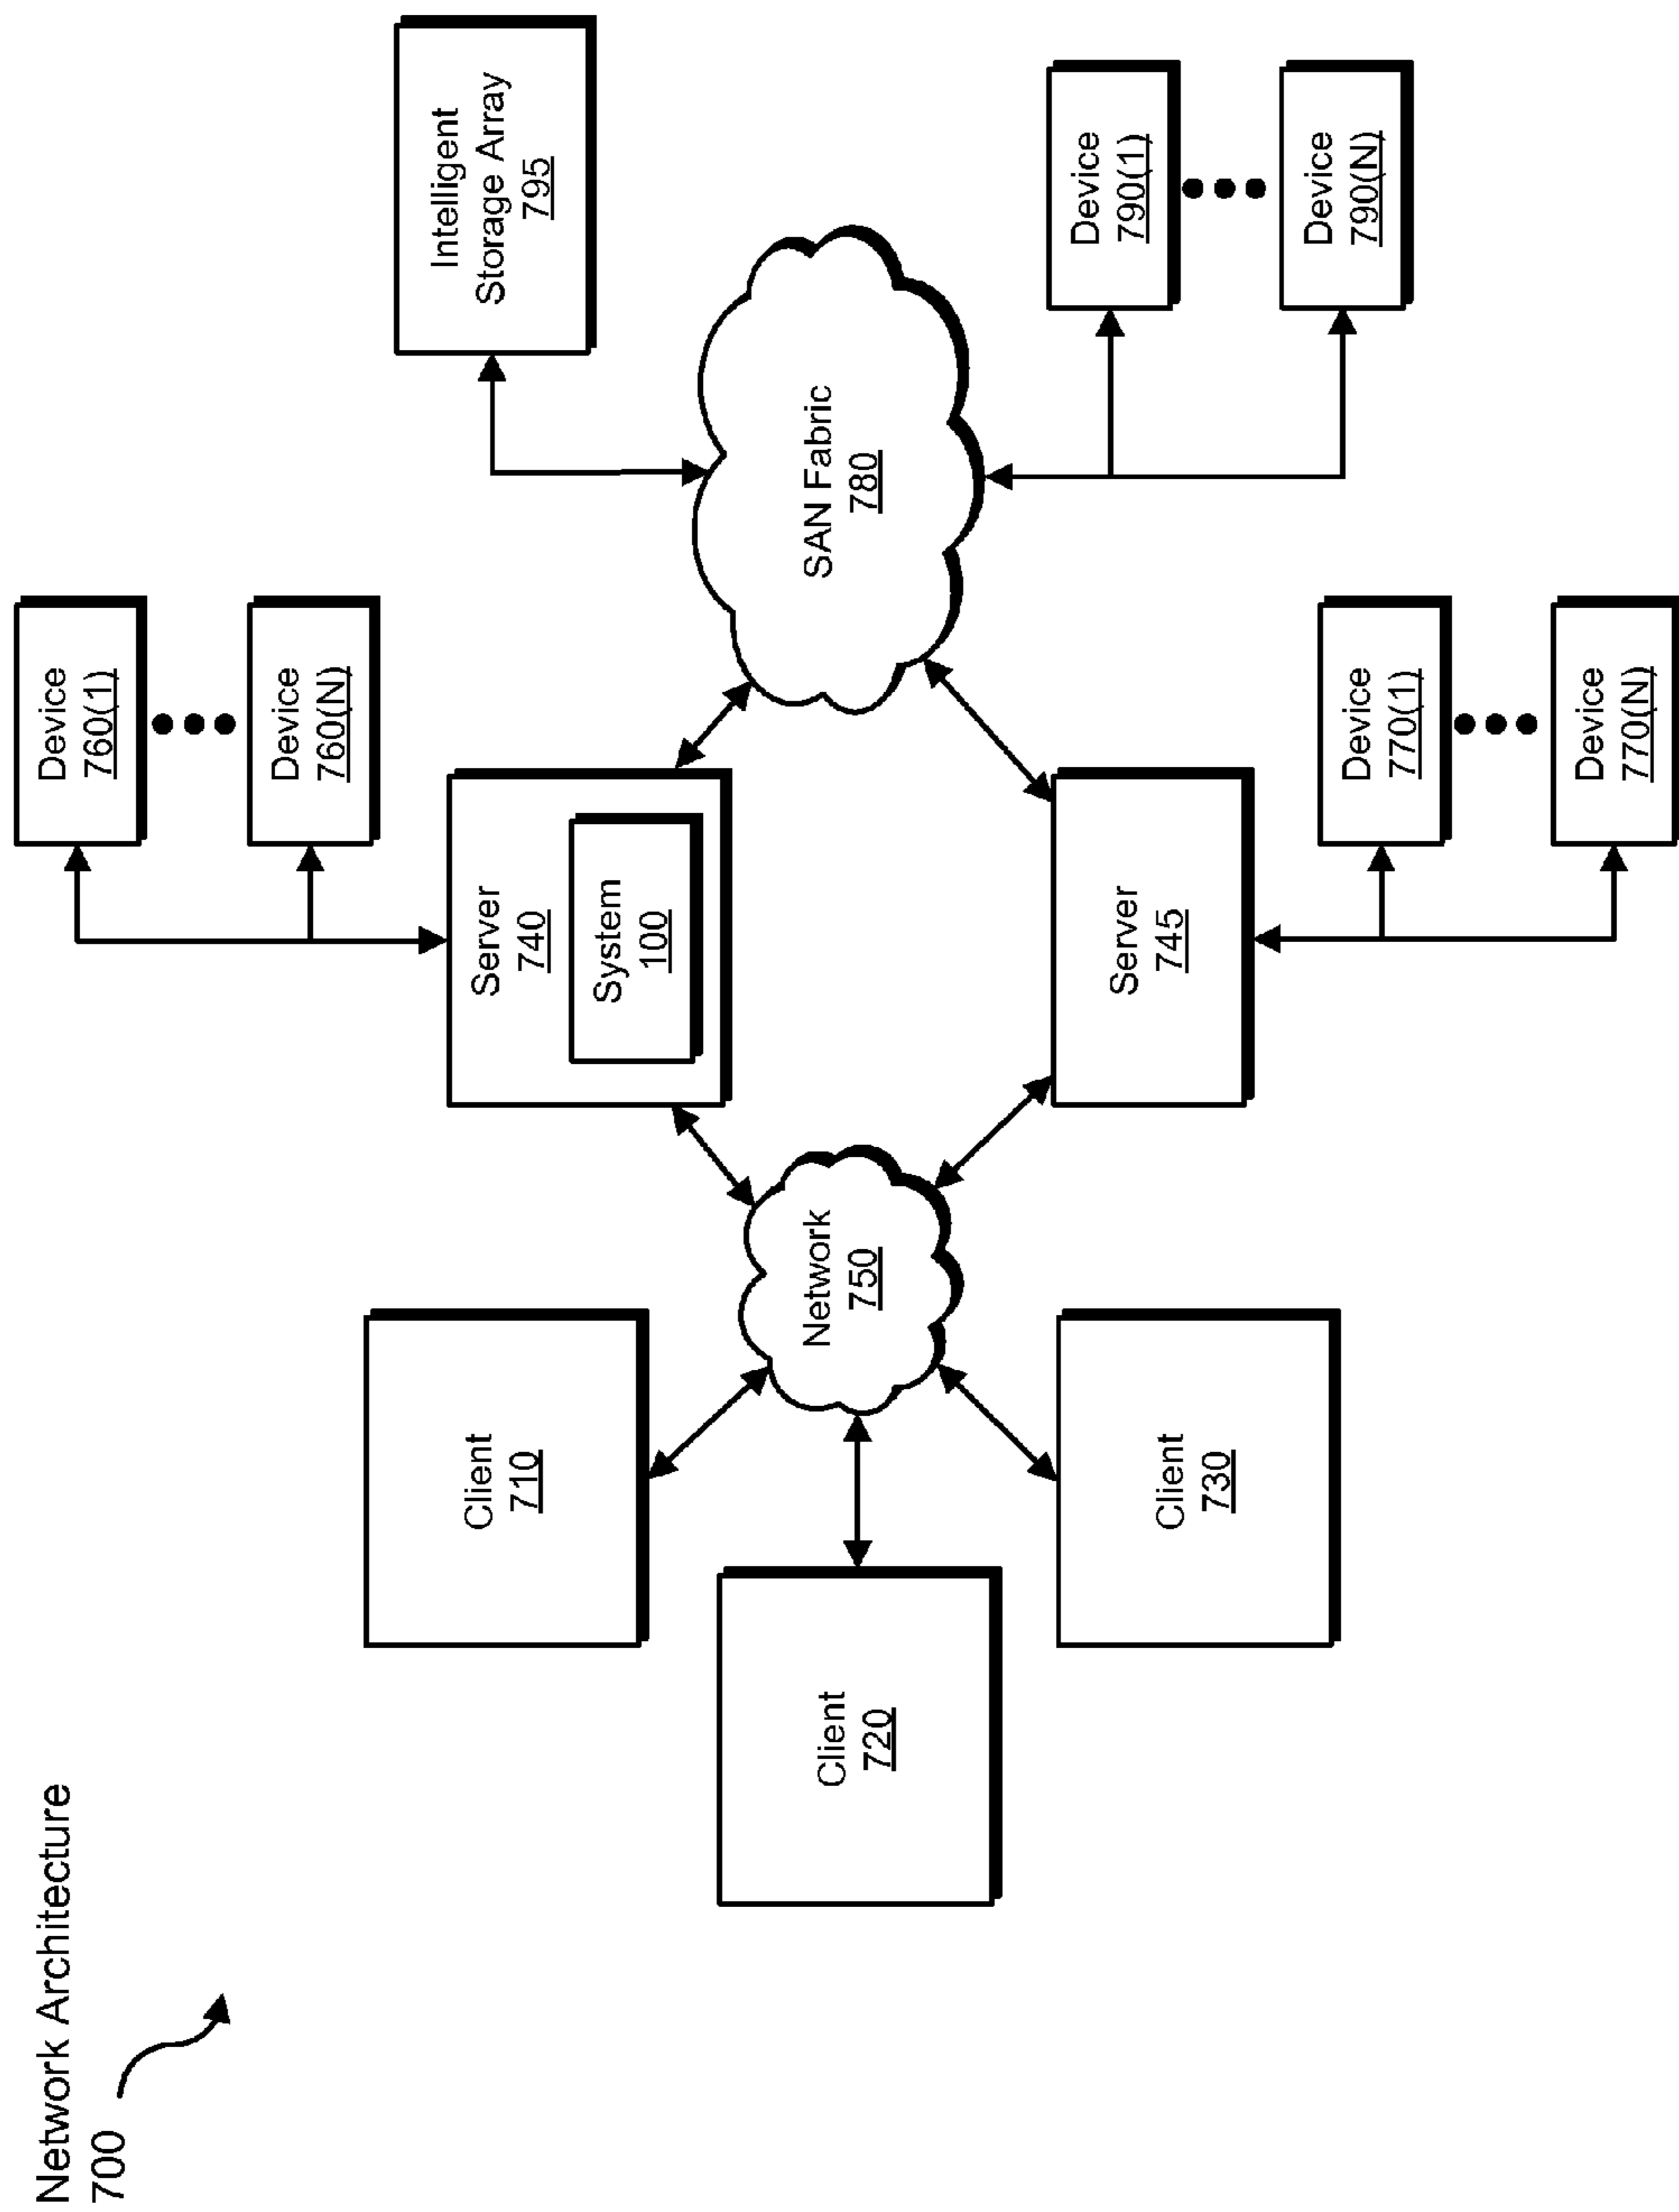 Network Architecture
700
Client
710
Client
720
Client
730
Network
750
Server
740
System
100
Server
745
Device
760(1)
Device
760(N)
Device
770(1)
Device
770(N)
SAN Fabric
780
Intelligent
Storage Array
795
Device
790(1)
Device
790(N)